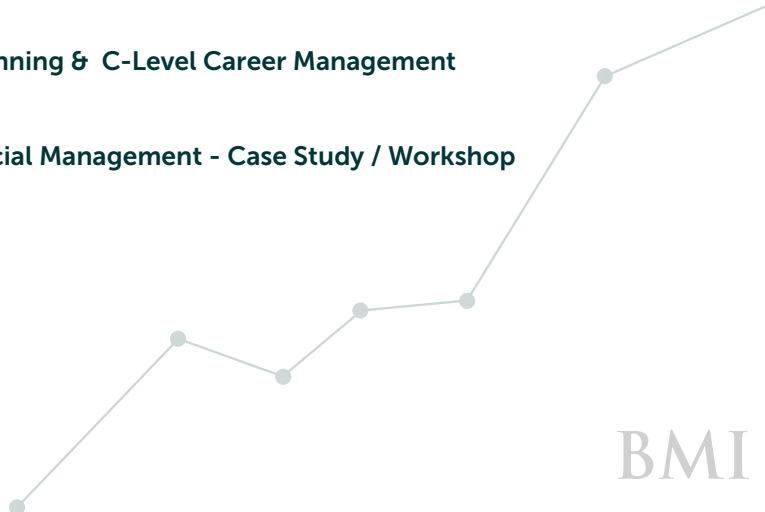 nning & C-Level Career Management
cial Management - Case Study / Workshop
BMI